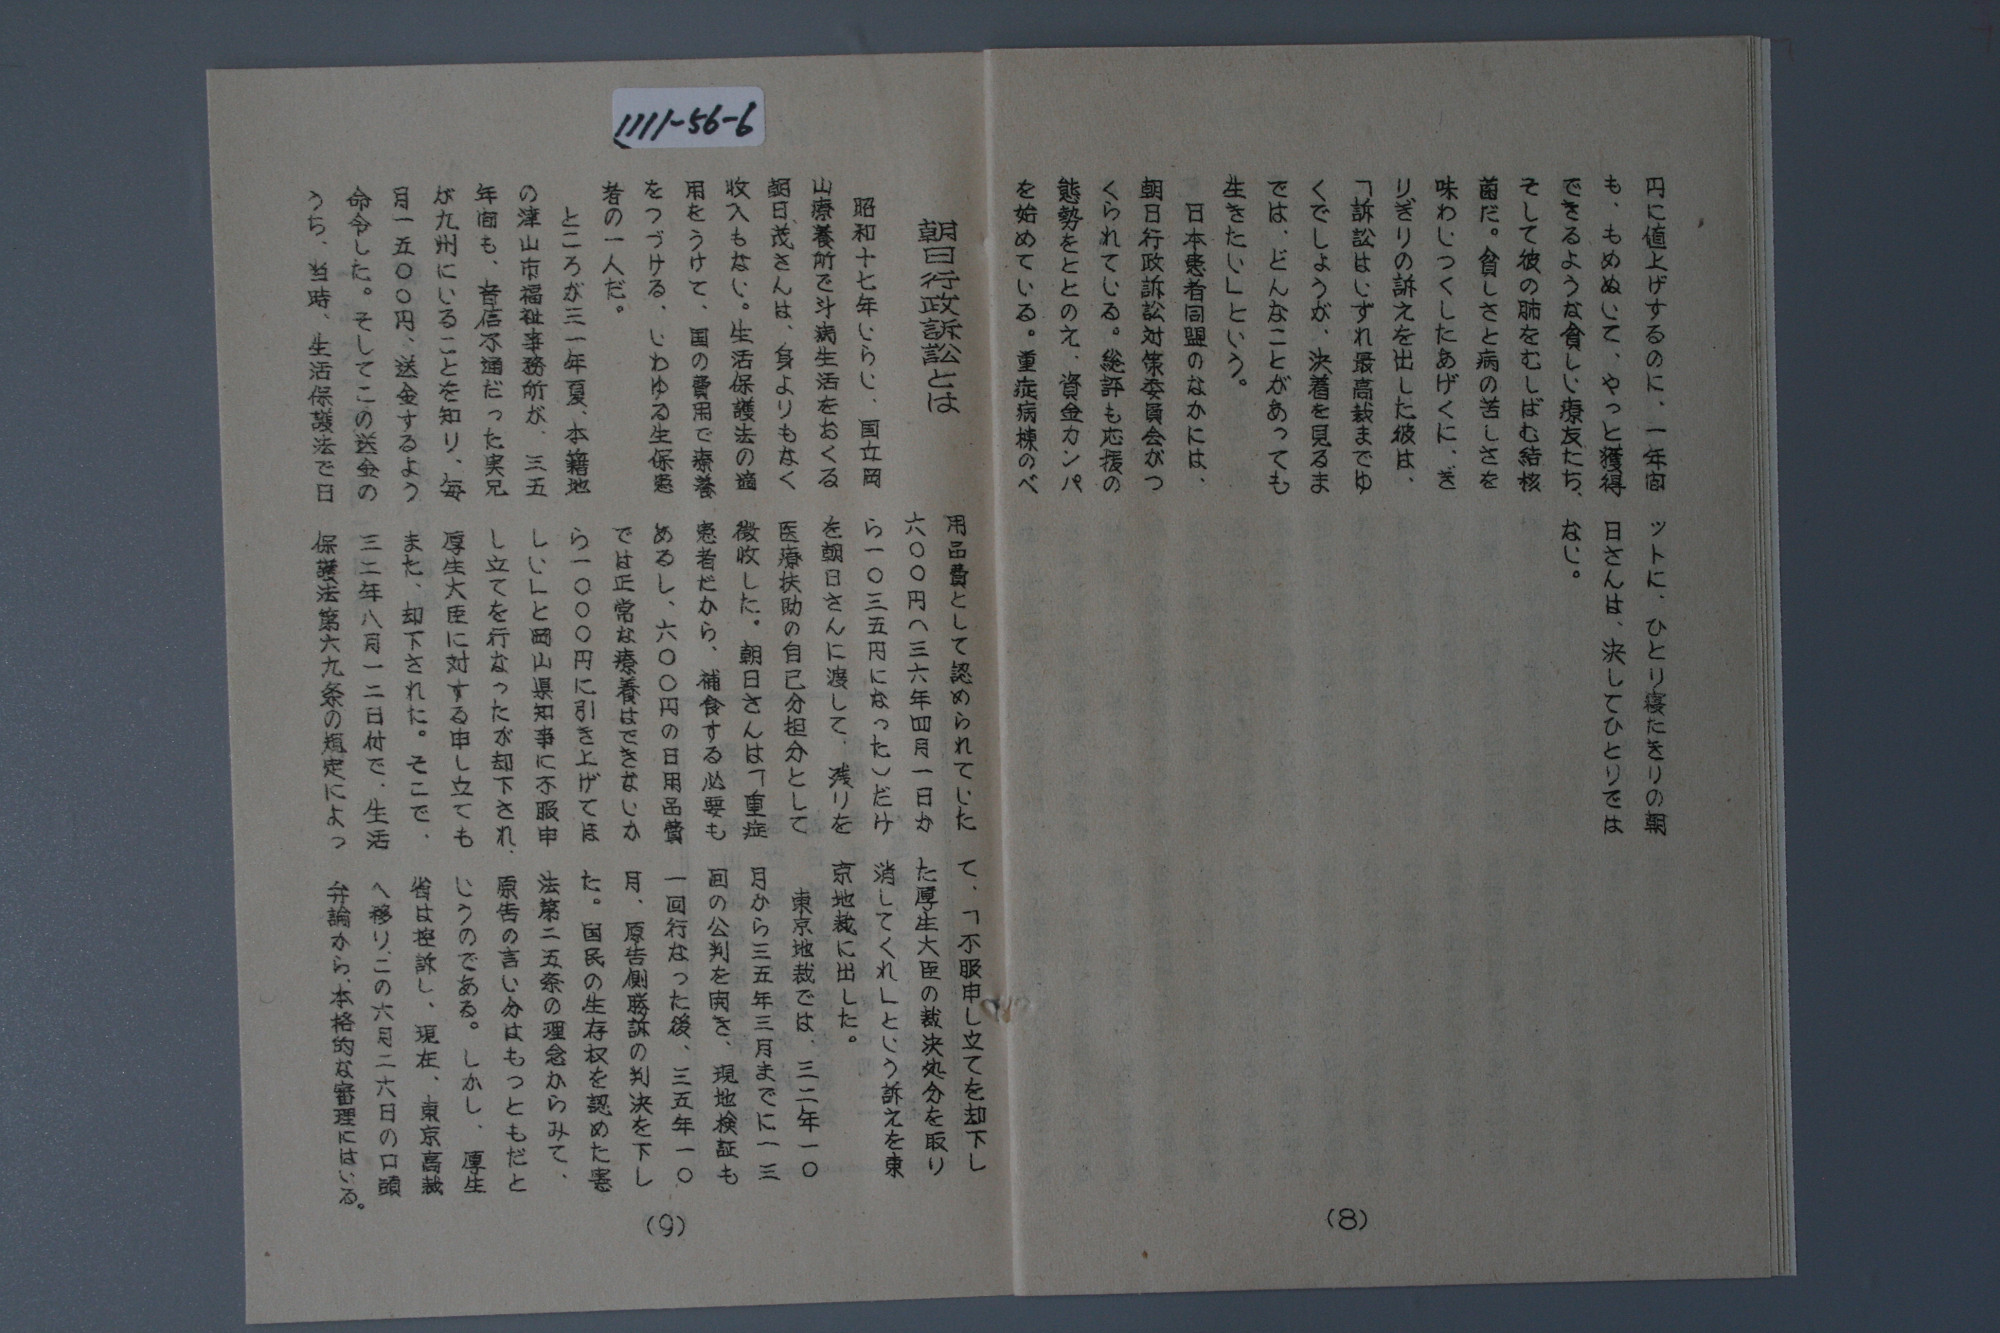 1111-56-6
円に値上げするのに、一年間
も、もめぬいて、やっと獲得
できるような貧しい療友たち、
そして彼の肺をむしばむ結核
菌だ。貧しさと病の苦しさを
味わいつくしたあげくに、ぎ
りぎりの訴えを出した彼は、
「訴訟はいずれ最高裁までゆ
くでしょうが、決着を見るま
では、どんなことがあっても
生きたい」という。
日本患者同盟のなかには、
朝日行政訴訟対策委員会がつ
くられている。総評も応援の
態勢をととのえ、資金カンパ
を始めている。重症病棟のベ
ットに、ひとり寝たきりの朝
日さんは、決してひとりでは
ない。
(8)
朝日行政訴訟とは
昭和十七年いらい、国立岡
山療養所で斗病生活をおくる
朝日茂さんは、身よりもなく
収入もない。生活保護法の適
用をうけて、国の費用で療養
をつづける、いわゆる生保患
者の一人だ。
ところが三一年夏、本籍地
の津山市福祉事務所が、三五
年間も、音信不通だった実兄
が九州にいることを知り、毎
月一五〇〇円、送金するよう
命令した。そしてこの送金の
うち、当時、生活保護法で日
用品費として認められていた
六〇〇円(三六年四月一日か
ら一〇三五円になった)だけ
を朝日さんに渡して、残りを
医療扶助の自己分担分として
徴収した。朝日さんは「重症
患者だから、補食する必要も
あるし、六〇〇円の日用品費
では正常な療養はできないか
ら一〇〇〇円に引き上げてほ
しい」と岡山県知事に不服申
し立てを行なったが却下され、
厚生大臣に対する申し立ても
また、却下された。そこで、
三二年八月一二日付で、生活
保護法第六九条の規定によっ
て、「不服申し立てを却下し
た厚生大臣の裁決処分を取り
消してくれ」という訴えを東
京地裁に出した。
東京地裁では、三二年一〇
月から三五年三月までに一三
回の公判を開き、現地検証も
一回行なった後、三五年一〇
月、原告側勝訴の判決を下し
た。国民の生存権を認めた憲
法第二五条の理念からみて、
原告の言い分はもっともだと
いうのである。しかし、厚生
省は控訴し、現在、東京高裁
へ移り、この六月二六日の口頭
弁論から、本格的な審理にはいる。
(9)